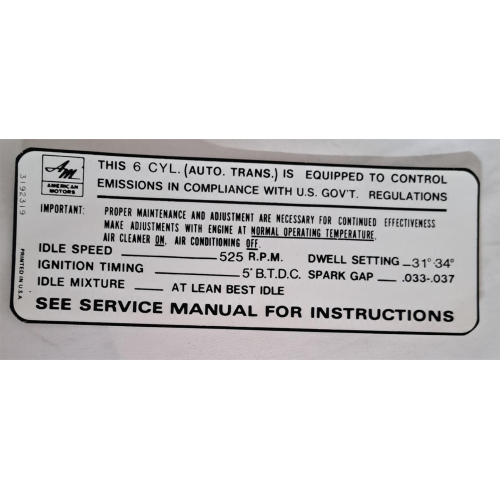 AM
AMERICAN
MOTORS
3192319
PRINTED IN U.S.A.
THIS 6 CYL. (AUTO. TRANS.) IS EQUIPPED TO CONTROL
EMISSIONS IN COMPLIANCE WITH U.S. GOV'T. REGULATIONS
IMPORTANT: PROPER MAINTENANCE AND ADJUSTMENT ARE NECESSARY FOR CONTINUED EFFECTIVENESS
MAKE ADJUSTMENTS WITH ENGINE AT NORMAL OPERATING TEMPERATURE,
AIR CLEANER ON, AIR CONDITIONING OFF.
IDLE SPEED 525 R.P.M. DWELL SETTING 31°-34°
IGNITION TIMING 5° B.T.D.C. SPARK GAP .033-.037
IDLE MIXTURE AT LEAN BEST IDLE
SEE SERVICE MANUAL FOR INSTRUCTIONS